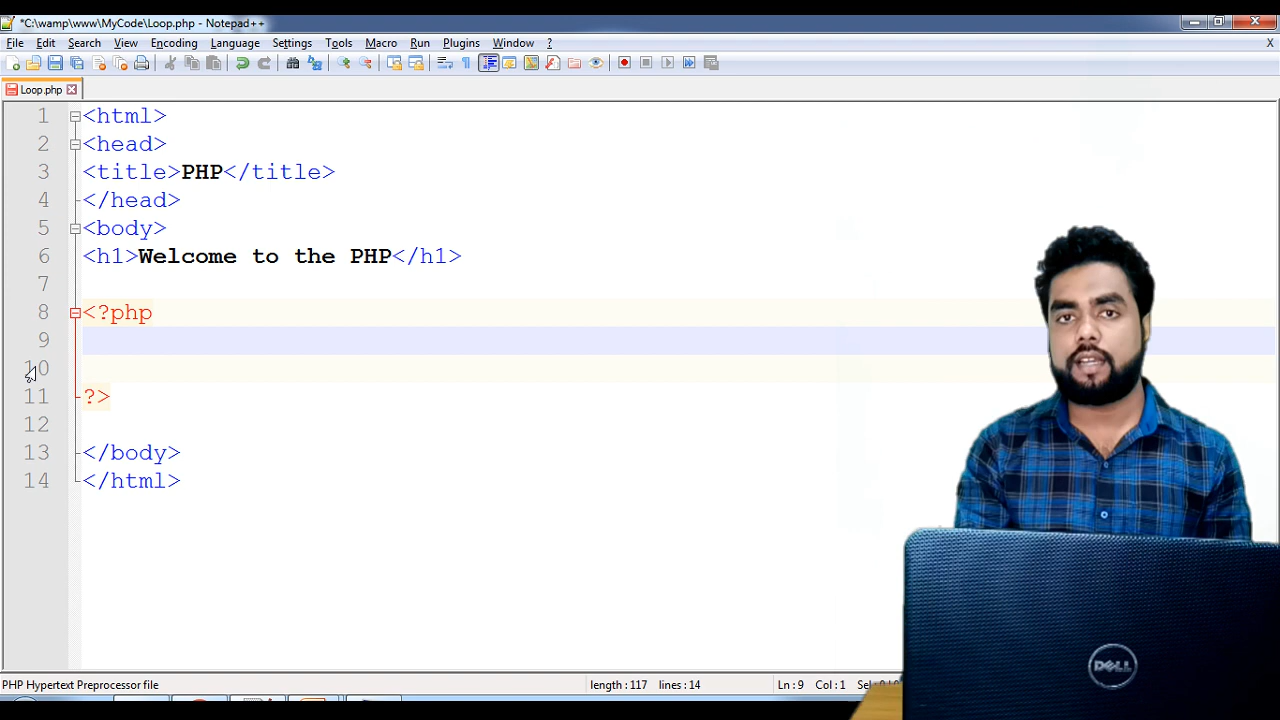 *C:\wamp\www\MyCode\Loop.php - Notepad++
File Edit Search View Encoding Language Settings Tools Macro Run Plugins Window ? X
Loop.php
1 <html>
2 <head>
3 <title>PHP</title>
4 </head>
5 <body>
6 <h1>Welcome to the PHP</h1>
7
8 <?php
9
10
11 ?>
12
13 </body>
14 </html>
DELL
PHP Hypertext Preprocessor file length : 117 lines : 14 Ln : 9 Col : 1